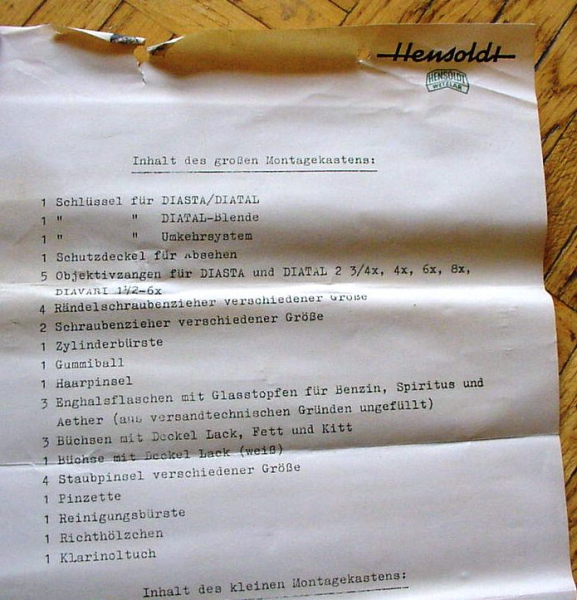 Hensoldt
HENSOLDT
WETZLAR
Inhalt des großen Montagekastens:
1 Schlüssel für DIASTA/DIATAL
1 " " DIATAL-Blende
1 " " Umkehrsystem
1 Schutzdeckel für Absehen
5 Objektivzangen für DIASTA und DIATAL 2 3/4x, 4x, 6x, 8x,
DIAVARI 1½-6x
4 Rändelschraubenzieher verschiedener Größe
2 Schraubenzieher verschiedener Größe
1 Zylinderbürste
1 Gummiball
1 Haarpinsel
3 Enghalsflaschen mit Glasstopfen für Benzin, Spiritus und
Aether (aus versandtechnischen Gründen ungefüllt)
3 Büchsen mit Deckel Lack, Fett und Kitt
1 Büchse mit Deckel Lack (weiß)
4 Staubpinsel verschiedener Größe
1 Pinzette
1 Reinigungsbürste
1 Richthölzchen
1 Klarinoltuch
Inhalt des kleinen Montagekastens: